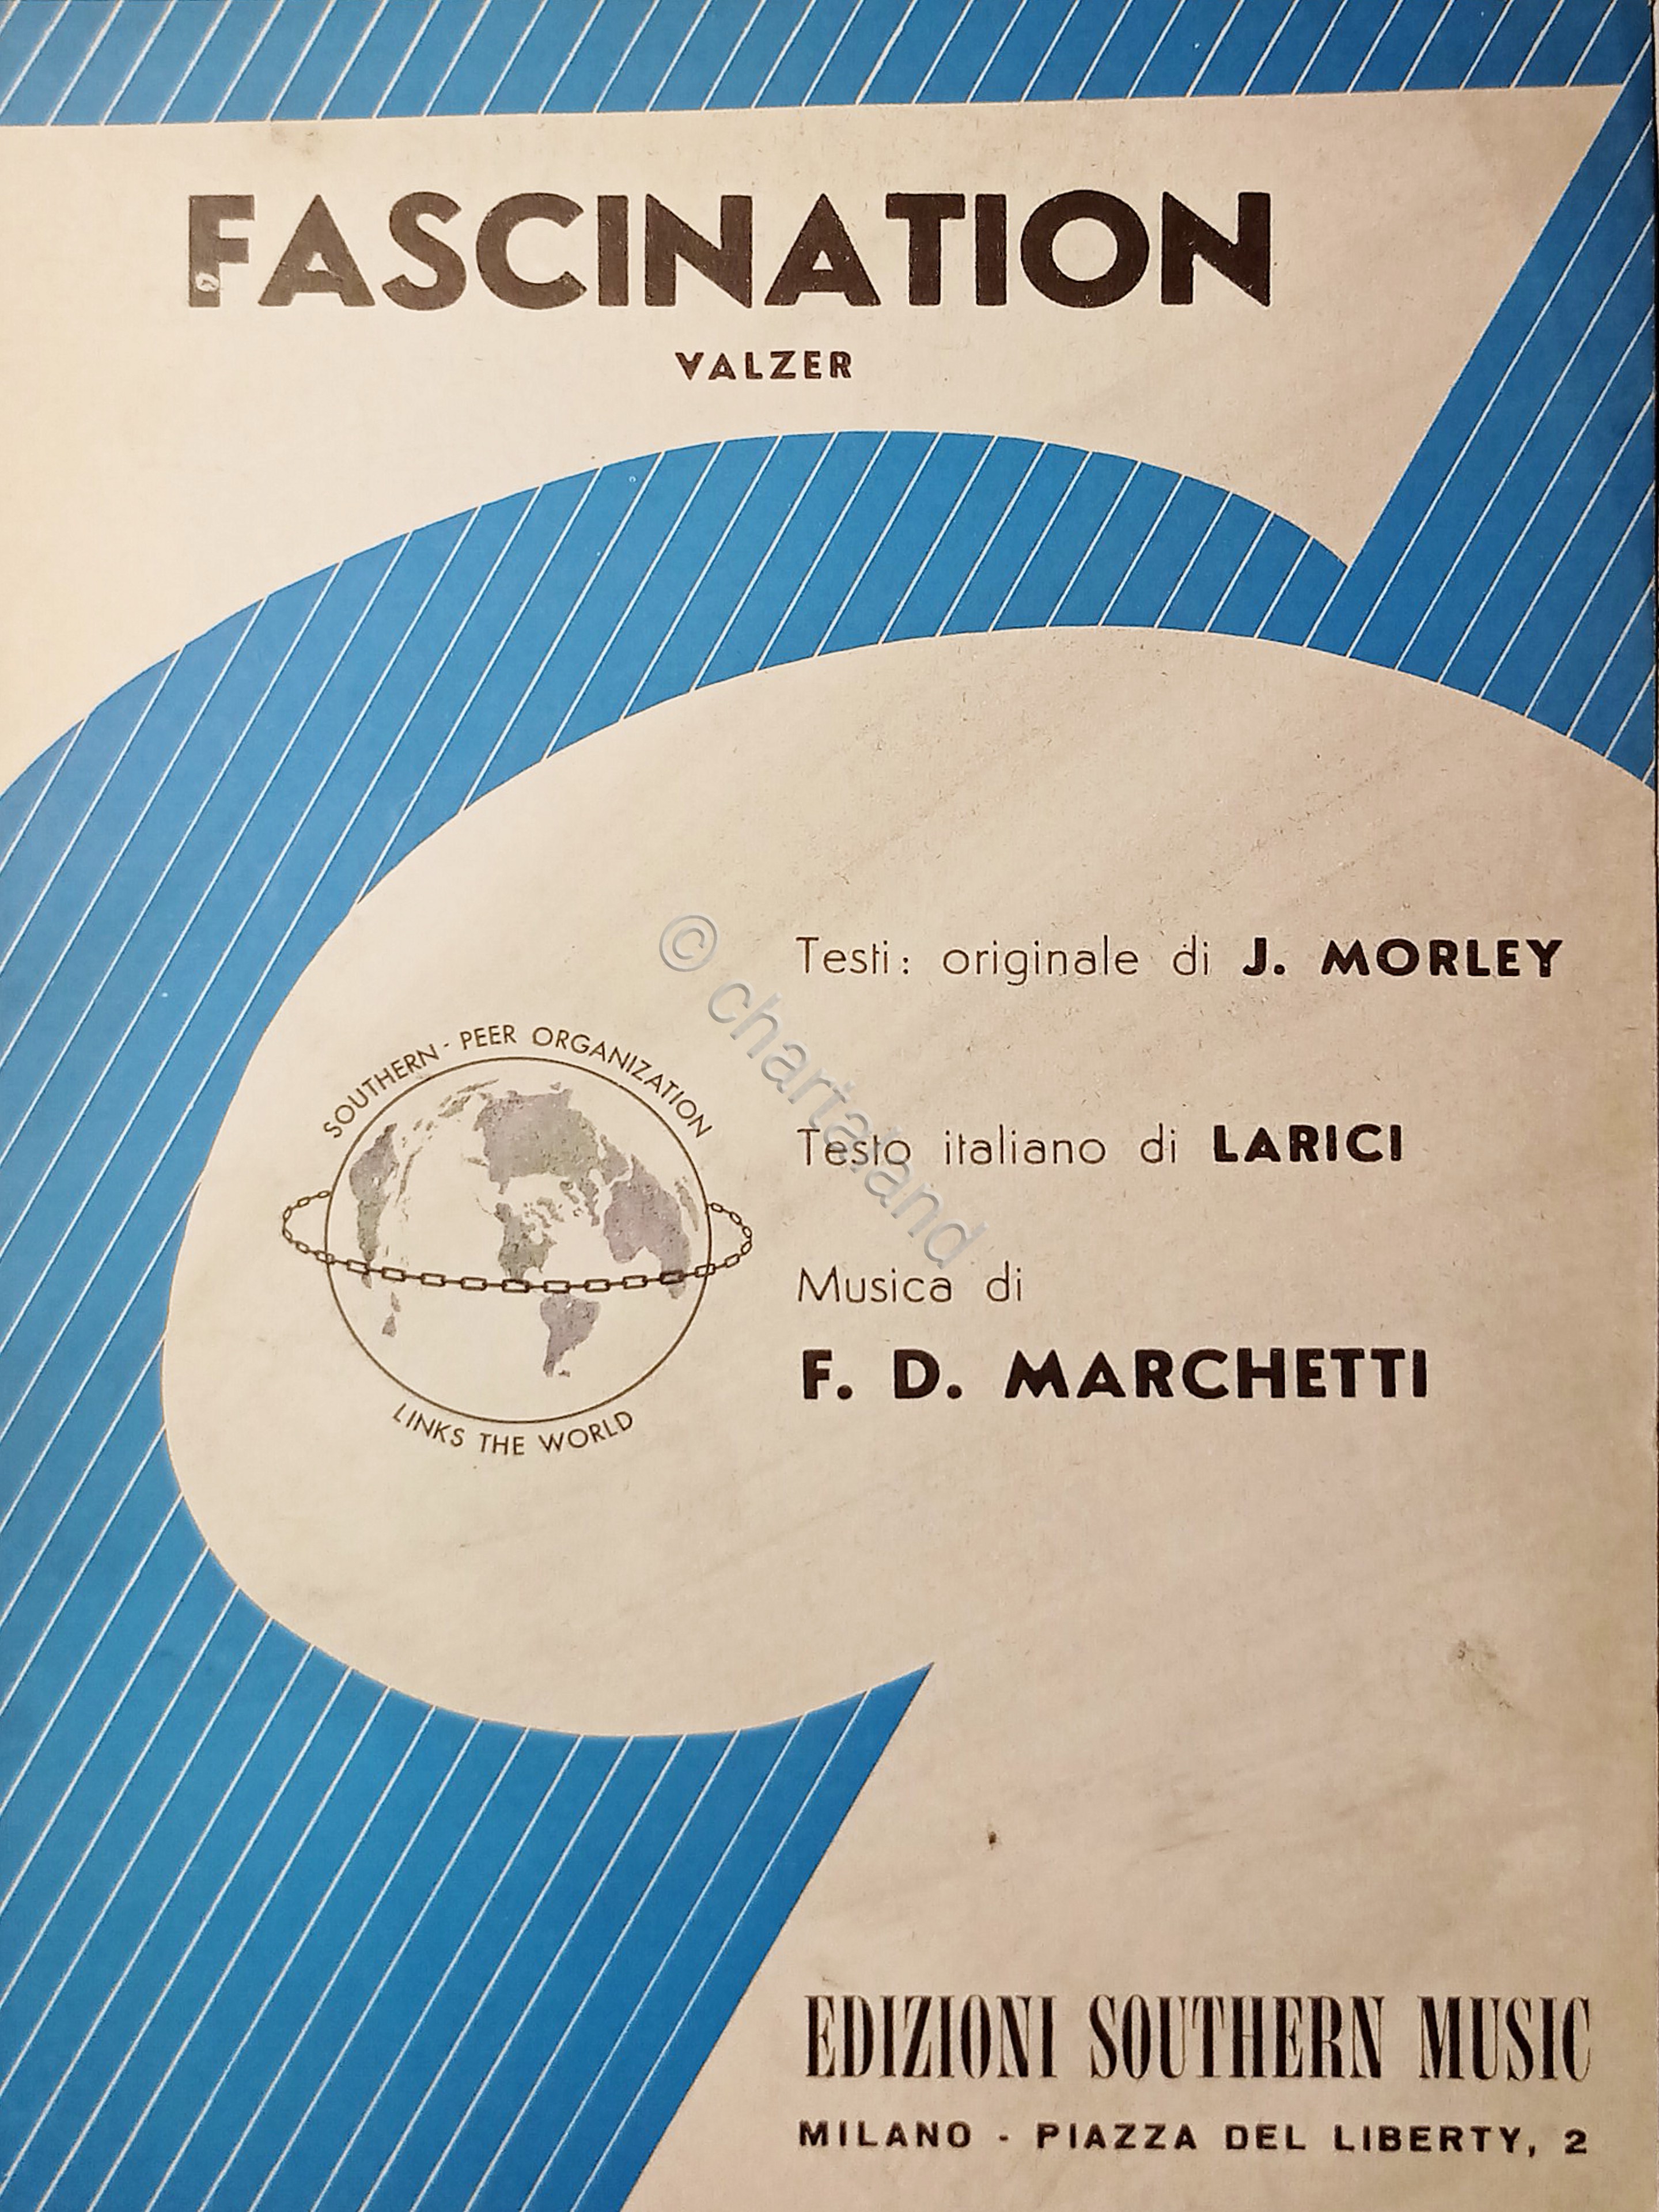 FASCINATION
VALZER
Testi: originale di J. MORLEY
Testo italiano di LARICI
Musica di
F. D. MARCHETTI
SOUTHERN - PEER ORGANIZATION
LINKS THE WORLD
© chartaland
EDIZIONI SOUTHERN MUSIC
MILANO - PIAZZA DEL LIBERTY, 2